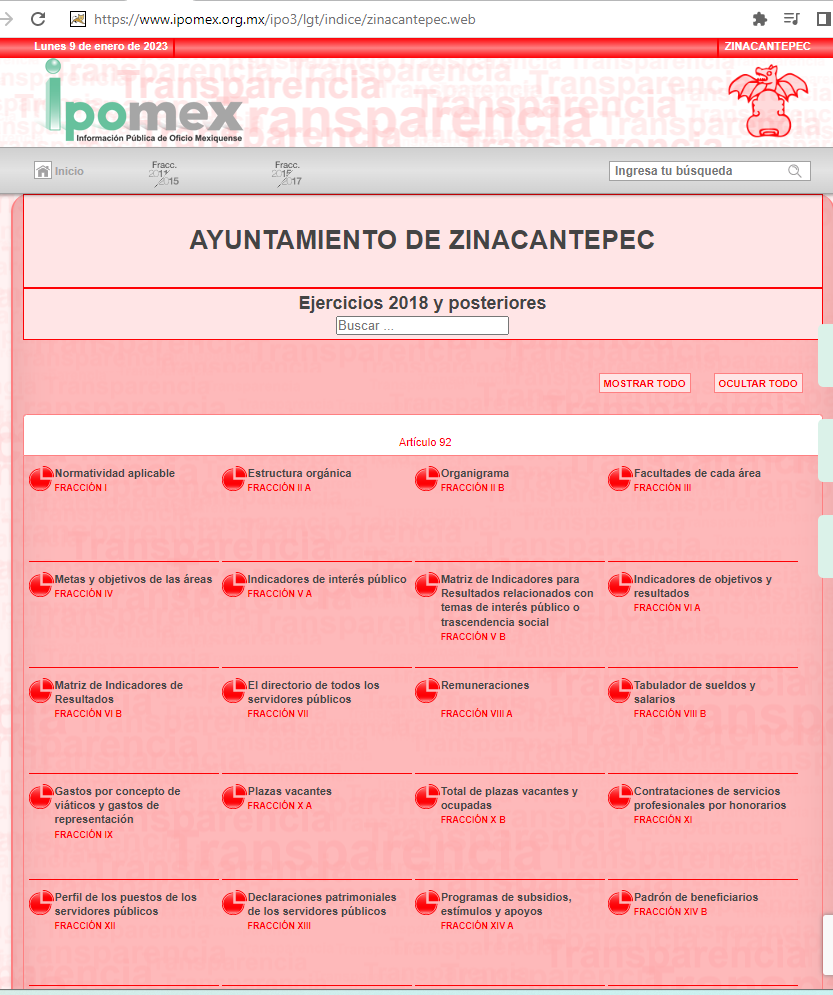 https://www.ipomex.org.mx/ipo3/lgt/indice/zinacantepec.web
Lunes 9 de enero de 2023
ZINACANTEPEC
ipomex
Información Pública de Oficio Mexiquense
Transparencia
Inicio
Fracc.
/2015
Fracc.
/2017
Ingresa tu búsqueda
AYUNTAMIENTO DE ZINACANTEPEC
Ejercicios 2018 y posteriores
Buscar ...
MOSTRAR TODO
OCULTAR TODO
Artículo 92
Normatividad aplicable
FRACCIÓN I
Estructura orgánica
FRACCIÓN II A
Organigrama
FRACCIÓN II B
Facultades de cada área
FRACCIÓN III
Metas y objetivos de las áreas
FRACCIÓN IV
Indicadores de interés público
FRACCIÓN V A
Matriz de Indicadores para
Resultados relacionados con
temas de interés público o
trascendencia social
FRACCIÓN V B
Indicadores de objetivos y
resultados
FRACCIÓN VI A
Matriz de Indicadores de
Resultados
FRACCIÓN VI B
El directorio de todos los
servidores públicos
FRACCIÓN VII
Remuneraciones
FRACCIÓN VIII A
Tabulador de sueldos y
salarios
FRACCIÓN VIII B
Gastos por concepto de
viáticos y gastos de
representación
FRACCIÓN IX
Plazas vacantes
FRACCIÓN X A
Total de plazas vacantes y
ocupadas
FRACCIÓN X B
Contrataciones de servicios
profesionales por honorarios
FRACCIÓN XI
Perfil de los puestos de los
servidores públicos
FRACCIÓN XII
Declaraciones patrimoniales
de los servidores públicos
FRACCIÓN XIII
Programas de subsidios,
estímulos y apoyos
FRACCIÓN XIV A
Padrón de beneficiarios
FRACCIÓN XIV B